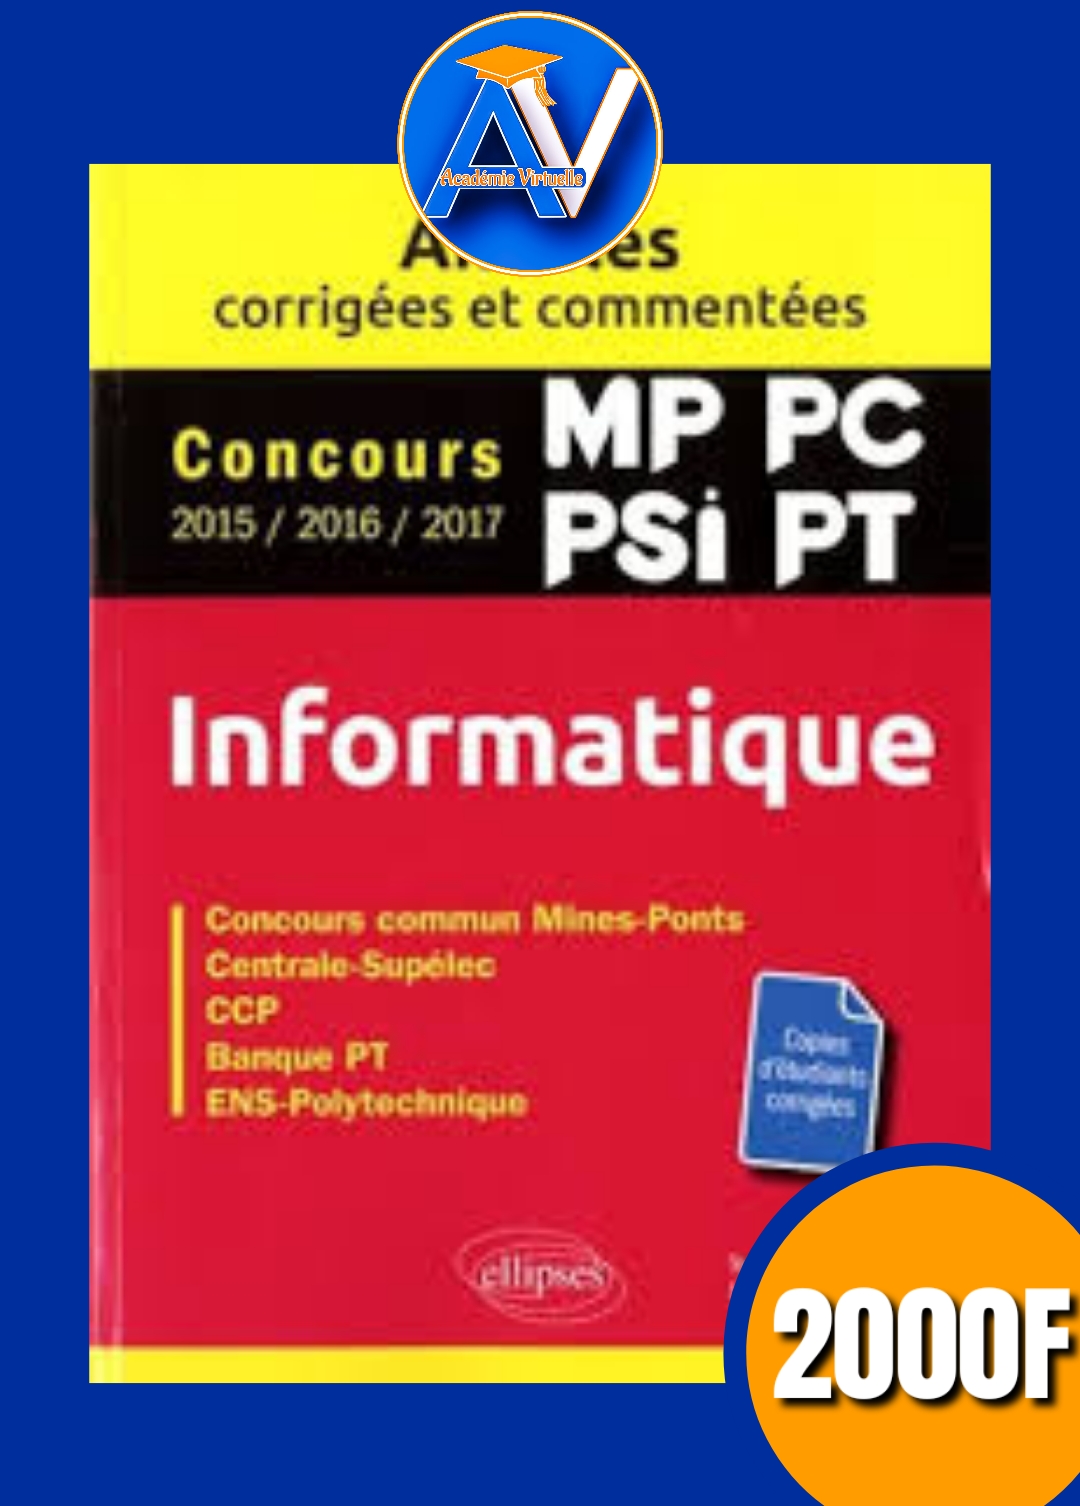 AV
Académie Virtuelle
corrigées et commentées
Concours
2015 / 2016 / 2017
MP PC
PSi PT
Informatique
Concours commun Mines-Ponts
Centrale-Supélec
CCP
Banque PT
ENS-Polytechnique
Copies
d'étudiants
corrigées
ellipses
2000F